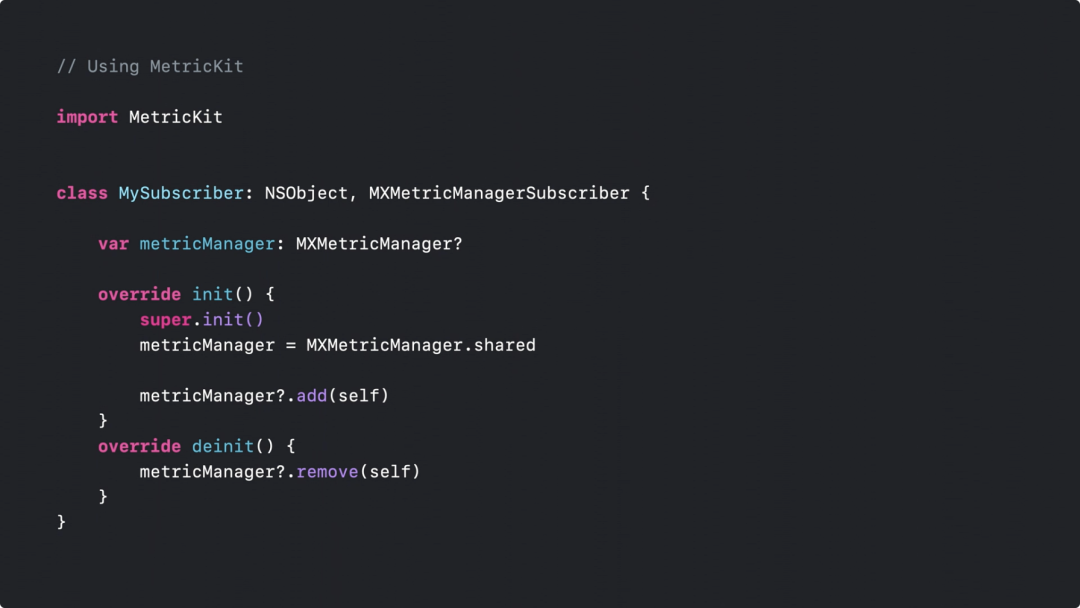 // Using MetricKit
import MetricKit
class MySubscriber: NSObject, MXMetricManagerSubscriber {
var metricManager: MXMetricManager?
override init() {
super.init()
metricManager = MXMetricManager.shared
metricManager?.add(self)
}
override deinit() {
metricManager?.remove(self)
}
}